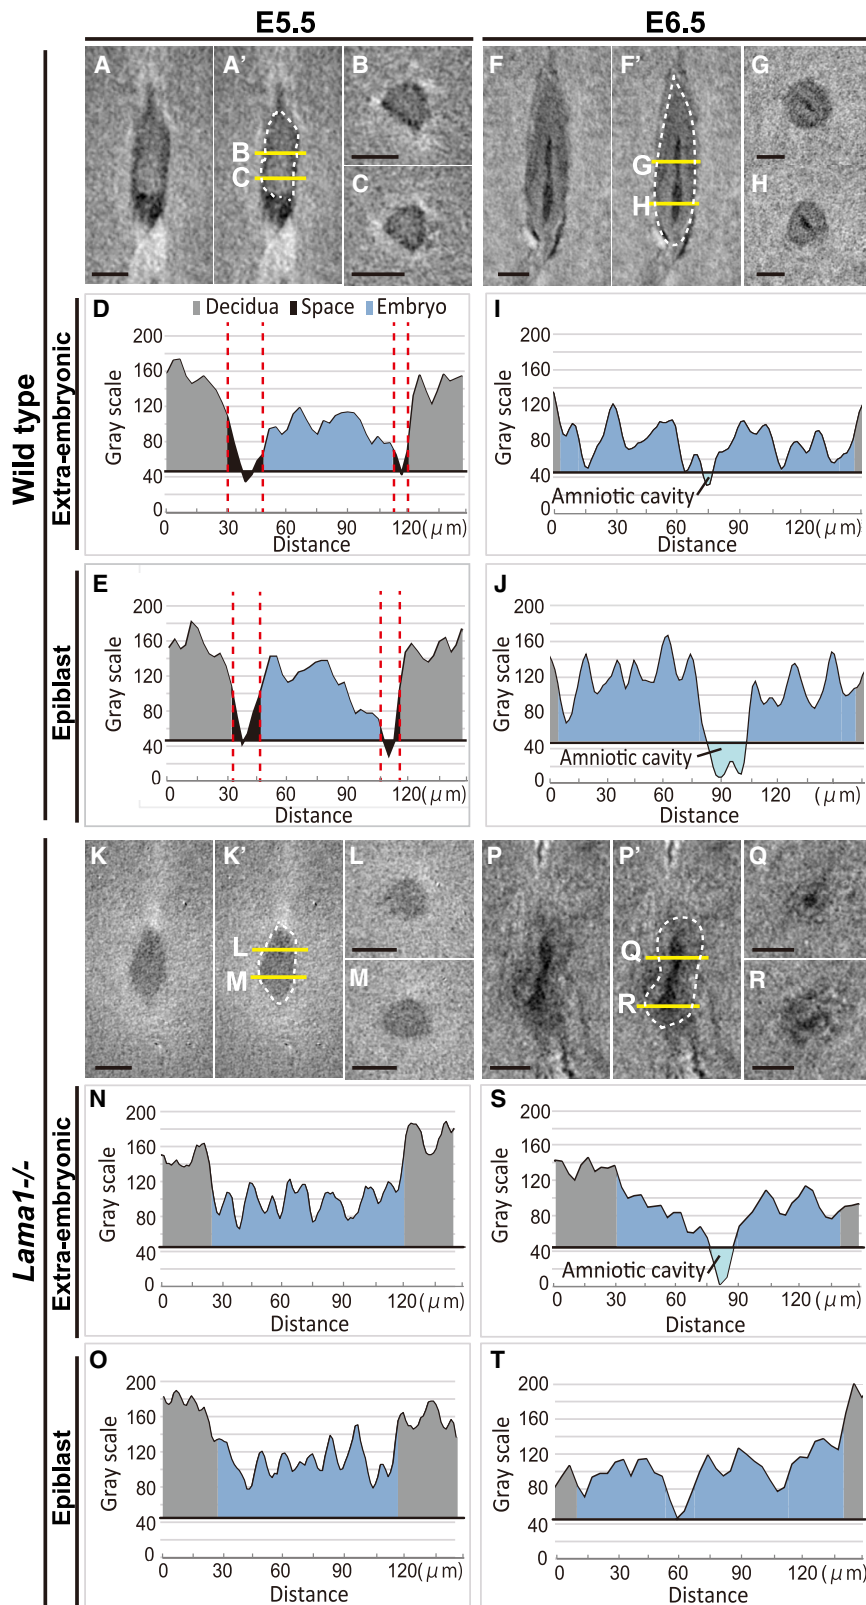 E5.5 E6.5
Wild type
Extra-embryonic
Epiblast
Lama1-/-
Extra-embryonic
Epiblast
A A' B F F' G
B
C C G H
H
D Decidua Space Embryo
200
160
120
80
40
0
Gray scale
0 30 60 90 120(μm)
Distance
I
200
160
120
80
40
0
Gray scale
Amniotic cavity
0 30 60 90 120(μm)
Distance
E
200
160
120
80
40
0
Gray scale
0 30 60 90 120(μm)
Distance
J
200
160
120
80
40
0
Gray scale
Amniotic cavity
0 30 60 90 120 (μm)
Distance
K K' L P P' Q
L Q
M M R R
N
200
160
120
80
40
0
Gray scale
0 30 60 90 120(μm)
Distance
S
200
160
120
80
40
0
Gray scale
Amniotic cavity
0 30 60 90 120 (μm)
Distance
O
200
160
120
80
40
0
Gray scale
0 30 60 90 120(μm)
Distance
T
200
160
120
80
40
0
Gray scale
0 30 60 90 120(μm)
Distance